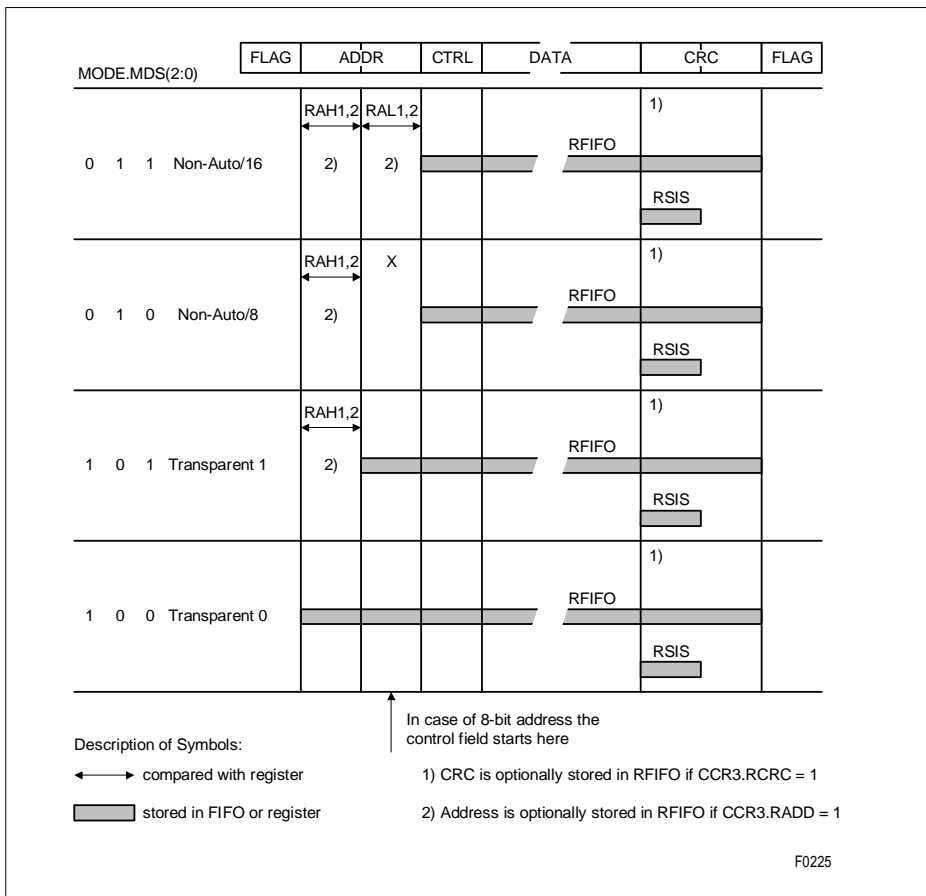 FLAG ADDR CTRL DATA CRC FLAG
MODE.MDS(2:0)
RAH1,2 RAL1,2 1)
RFIFO
0 1 1 Non-Auto/16 2) 2)
RSIS
RAH1,2 X 1)
RFIFO
0 1 0 Non-Auto/8 2)
RSIS
RAH1,2 1)
RFIFO
1 0 1 Transparent 1 2)
RSIS
1)
RFIFO
1 0 0 Transparent 0
RSIS
In case of 8-bit address the
control field starts here
Description of Symbols:
compared with register
1) CRC is optionally stored in RFIFO if CCR3.RCRC = 1
stored in FIFO or register
2) Address is optionally stored in RFIFO if CCR3.RADD = 1
F0225